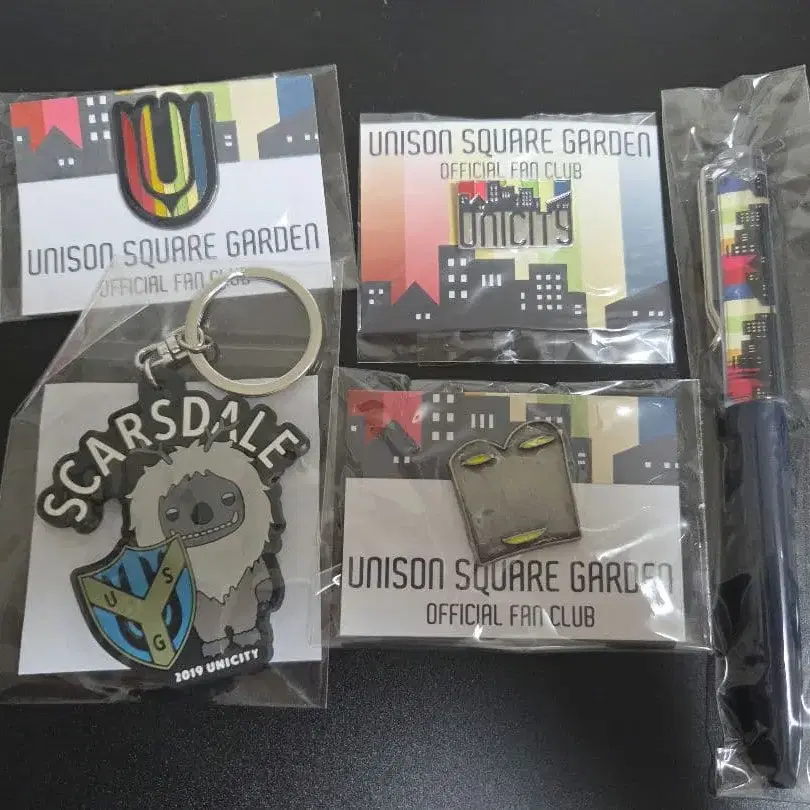 UNISON SQUARE GARDEN
OFFICIAL FAN CLUB
UNISON SQUARE GARDEN
OFFICIAL FAN CLUB
UNICITY
SCARSDALE
U S
G
2019 UNICITY
UNISON SQUARE GARDEN
OFFICIAL FAN CLUB